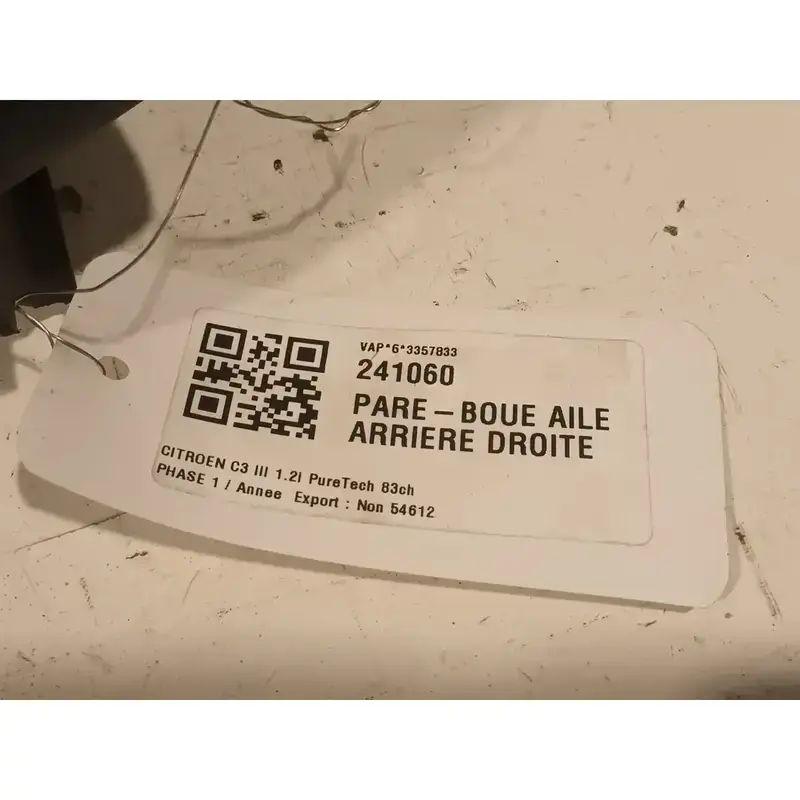 VAP*6*3357833
241060
PARE-BOUE AILE
ARRIERE DROITE
CITROEN C3 III 1.2I PureTech 83ch
PHASE 1 / Annee Export : Non 54612